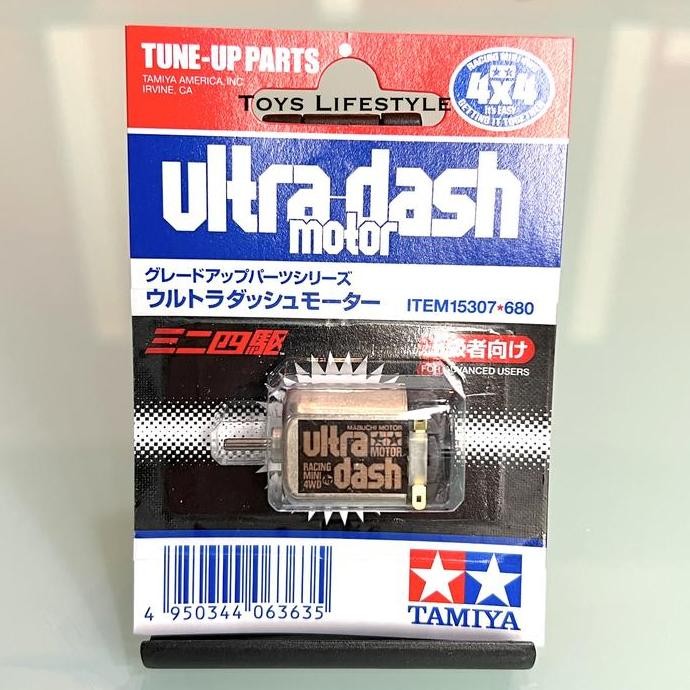 TUNE-UP PARTS
TAMIYA AMERICA, INC
IRVINE, CA
TOYS LIFESTYLE
4x4
IT'S EASY
ultra dash
motor
グレードアップパーツシリーズ
ウルトラダッシュモーター
ITEM15307★680
ミニ四駆
級者向け
FOR ADVANCED USERS
MABUCHI MOTOR
ultra
MOTOR
RACING
MINI
4WD
dash
4 950344 063635
TAMIYA